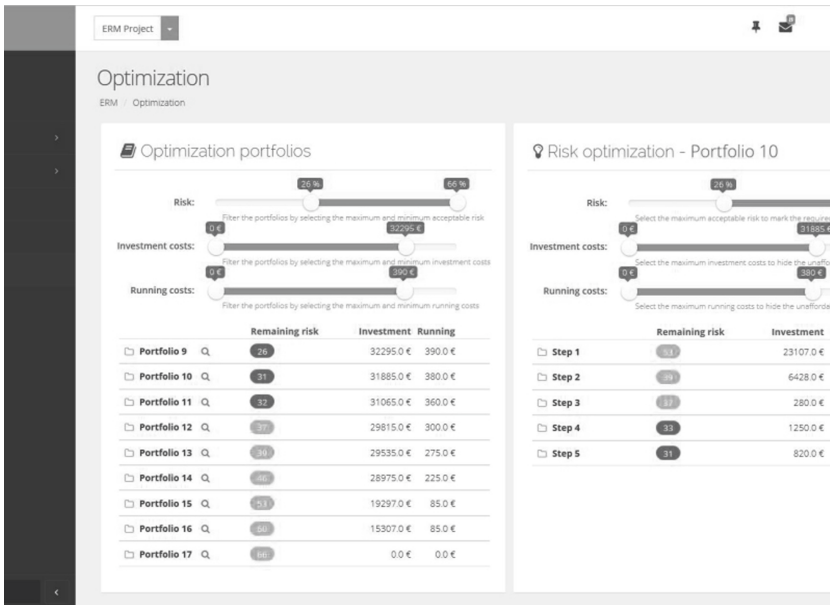 ERM Project
Optimization
ERM / Optimization
Optimization portfolios
Risk:
26 %
66 %
Filter the portfolios by selecting the maximum and minimum acceptable risk
Investment costs:
0 €
32295 €
Filter the portfolios by selecting the maximum and minimum investment costs
Running costs:
0 €
390 €
Filter the portfolios by selecting the maximum and minimum running costs
Remaining risk Investment Running
Portfolio 9 26 32295.0 € 390.0 €
Portfolio 10 31 31885.0 € 380.0 €
Portfolio 11 32 31065.0 € 360.0 €
Portfolio 12 37 29815.0 € 300.0 €
Portfolio 13 39 29535.0 € 275.0 €
Portfolio 14 46 28975.0 € 225.0 €
Portfolio 15 53 19297.0 € 85.0 €
Portfolio 16 60 15307.0 € 85.0 €
Portfolio 17 66 0.0 € 0.0 €
Risk optimization - Portfolio 10
Risk:
26 %
Select the maximum acceptable risk to mark the required
Investment costs:
0 €
31885 €
Select the maximum investment costs to hide the
Running costs:
0 €
380 €
Select the maximum running costs to hide the
Remaining risk Investment
Step 1 53 23107.0 €
Step 2 39 6428.0 €
Step 3 280.0 €
Step 4 33 1250.0 €
Step 5 31 820.0 €